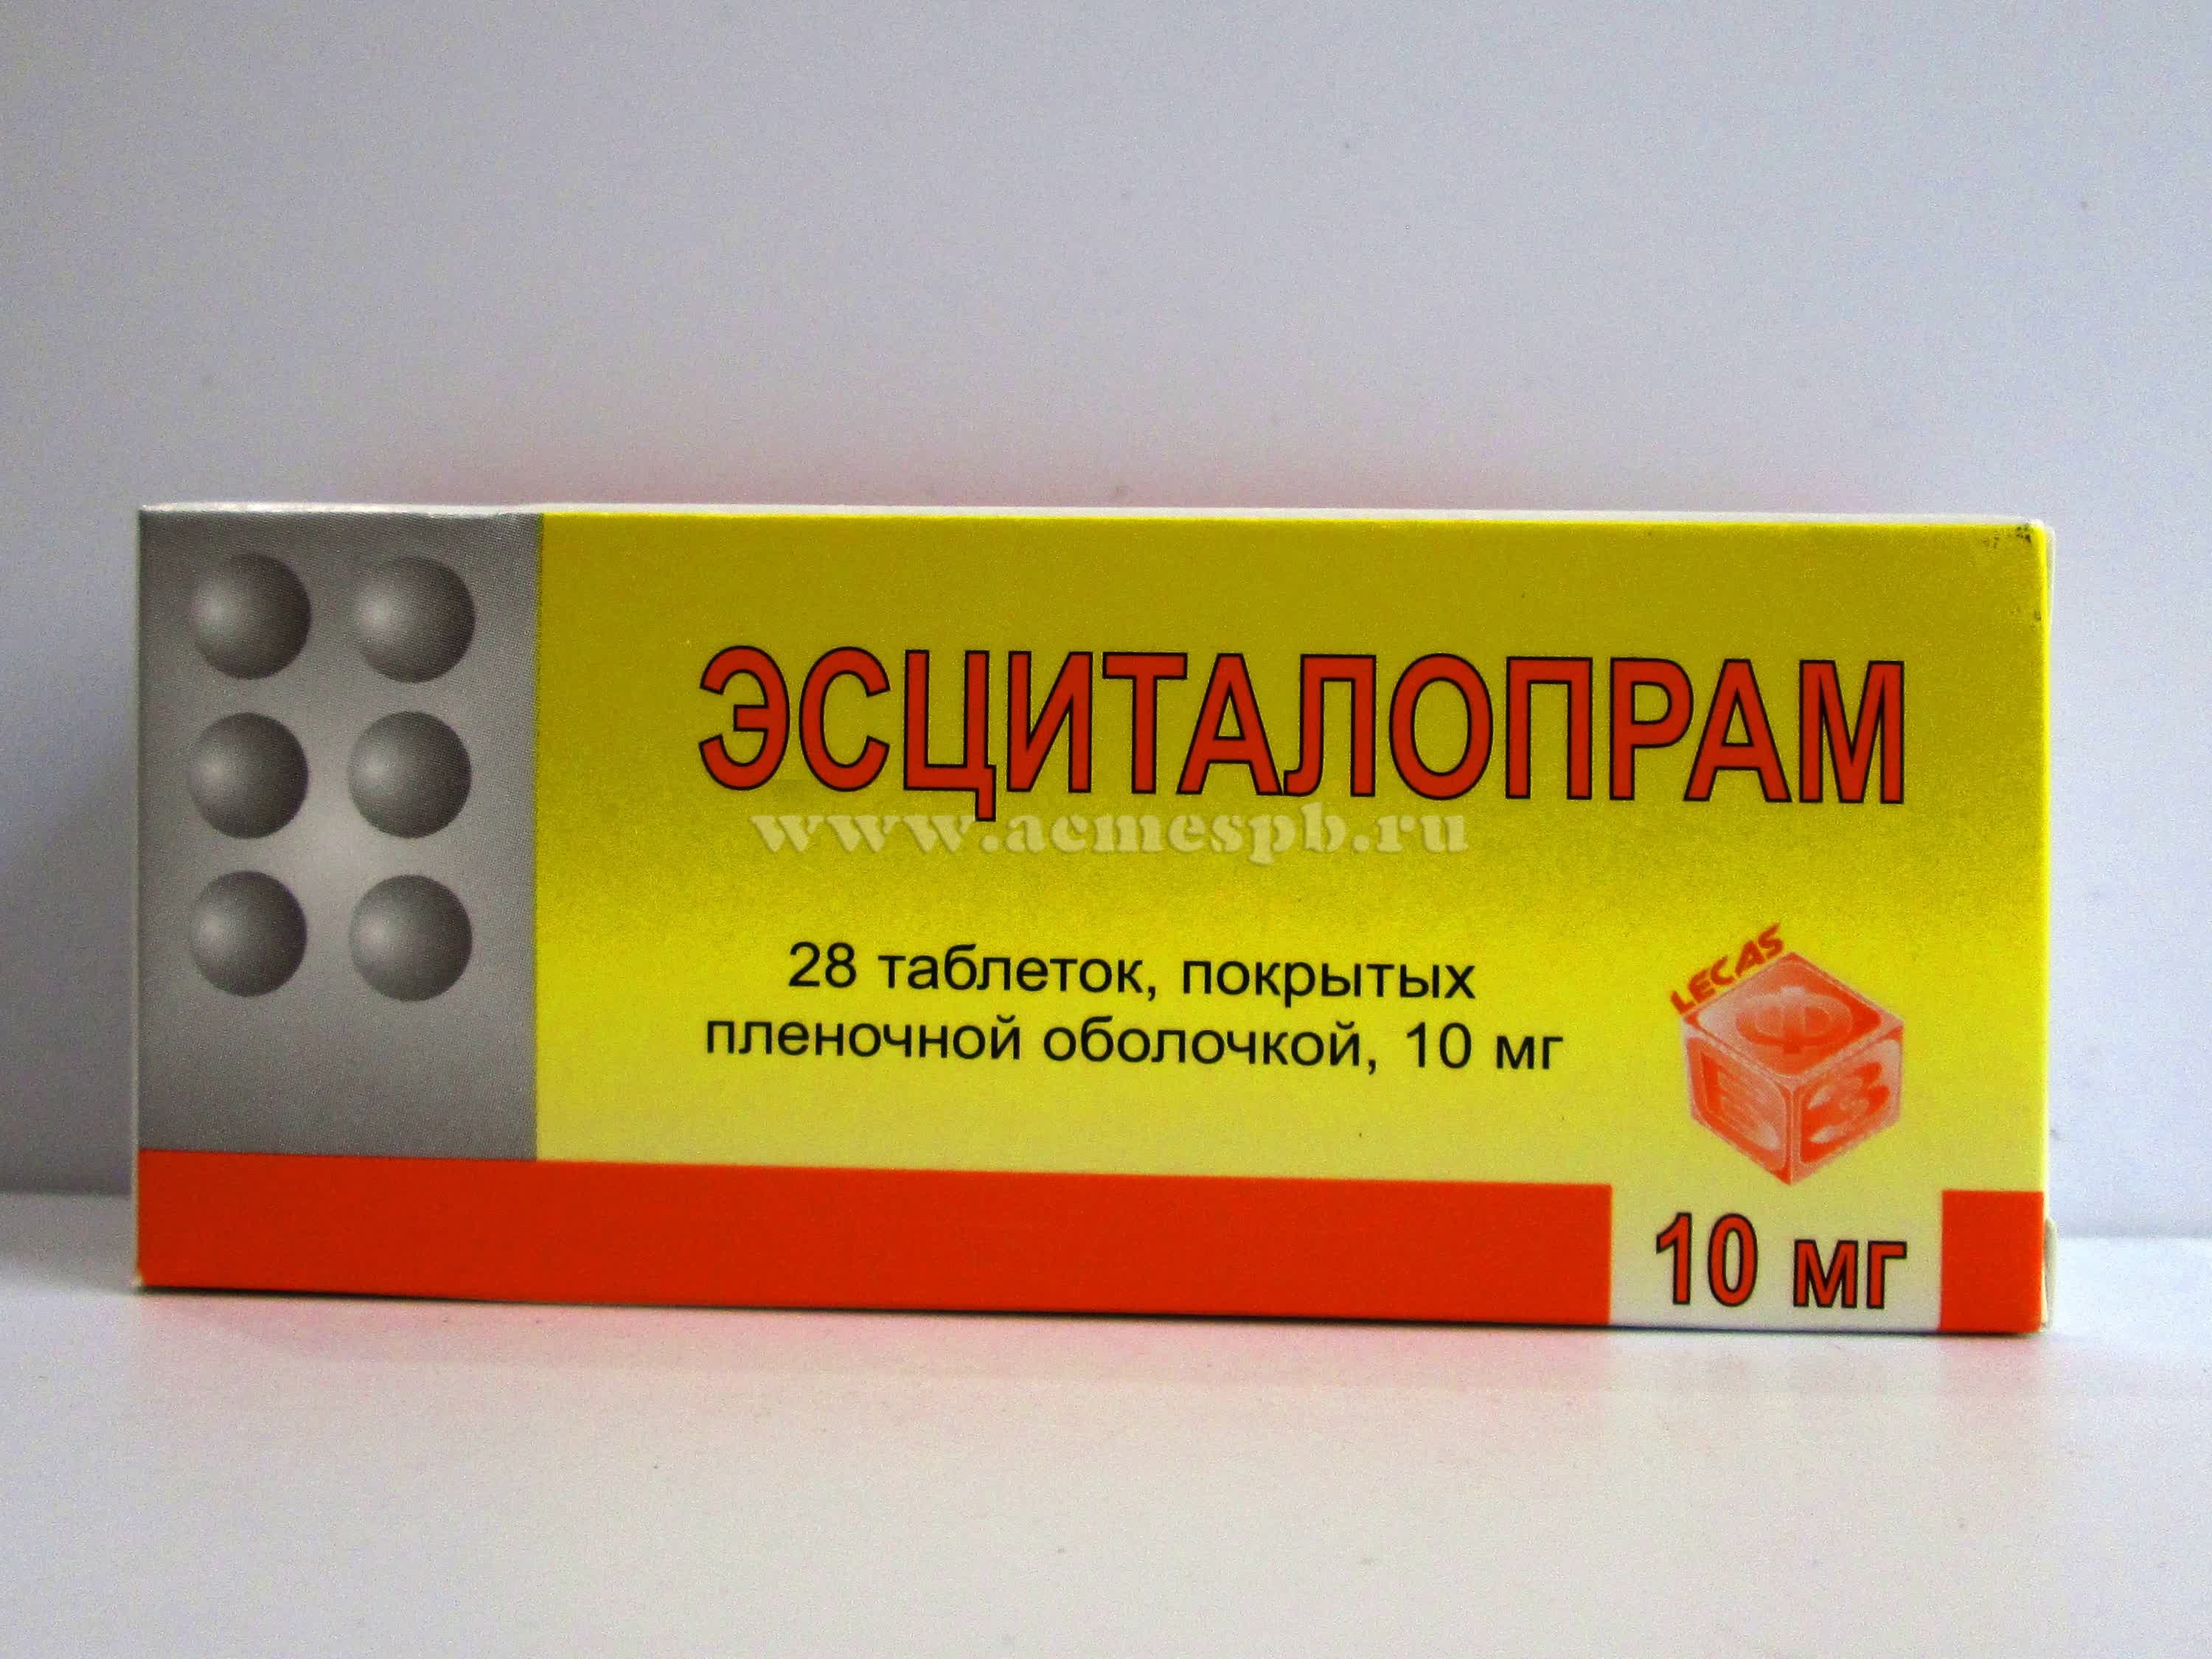 ЭСЦИТАЛОПРАМ
www.acmespb.ru
28 таблеток, покрытых
пленочной оболочкой, 10 мг
LECAS
Ф
В
10 мг